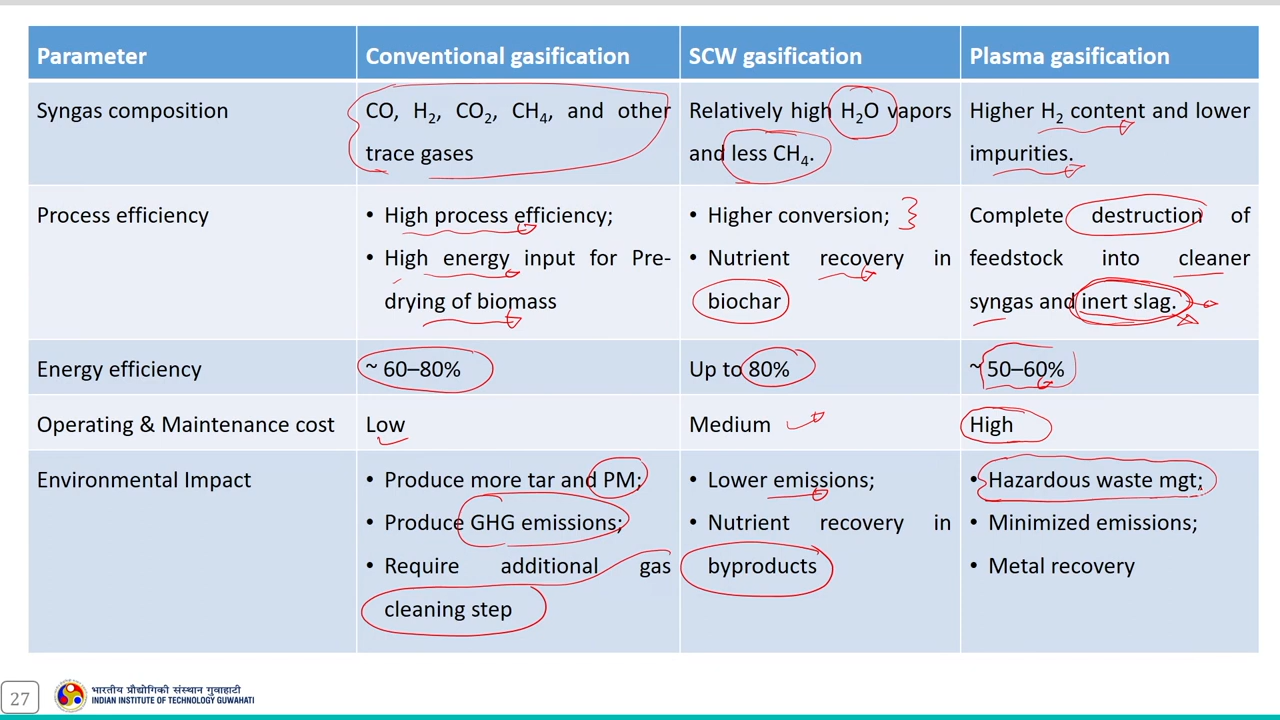 Parameter
Conventional gasification
SCW gasification
Plasma gasification
Syngas composition
CO, H₂, CO₂, CH₄, and other
trace gases
Relatively high H₂O vapors
and less CH₄.
Higher H₂ content and lower
impurities.
Process efficiency
• High process efficiency;
• High energy input for Pre-
drying of biomass
• Higher conversion;
• Nutrient recovery in
biochar
Complete destruction of
feedstock into cleaner
syngas and inert slag.
Energy efficiency
~ 60–80%
Up to 80%
~ 50–60%
Operating & Maintenance cost
Low
Medium
High
Environmental Impact
• Produce more tar and PM;
• Produce GHG emissions;
• Require additional gas
cleaning step
• Lower emissions;
• Nutrient recovery in
byproducts
• Hazardous waste mgt;
• Minimized emissions;
• Metal recovery
27
भारतीय प्रौद्योगिकी संस्थान गुवाहाटी
INDIAN INSTITUTE OF TECHNOLOGY GUWAHATI